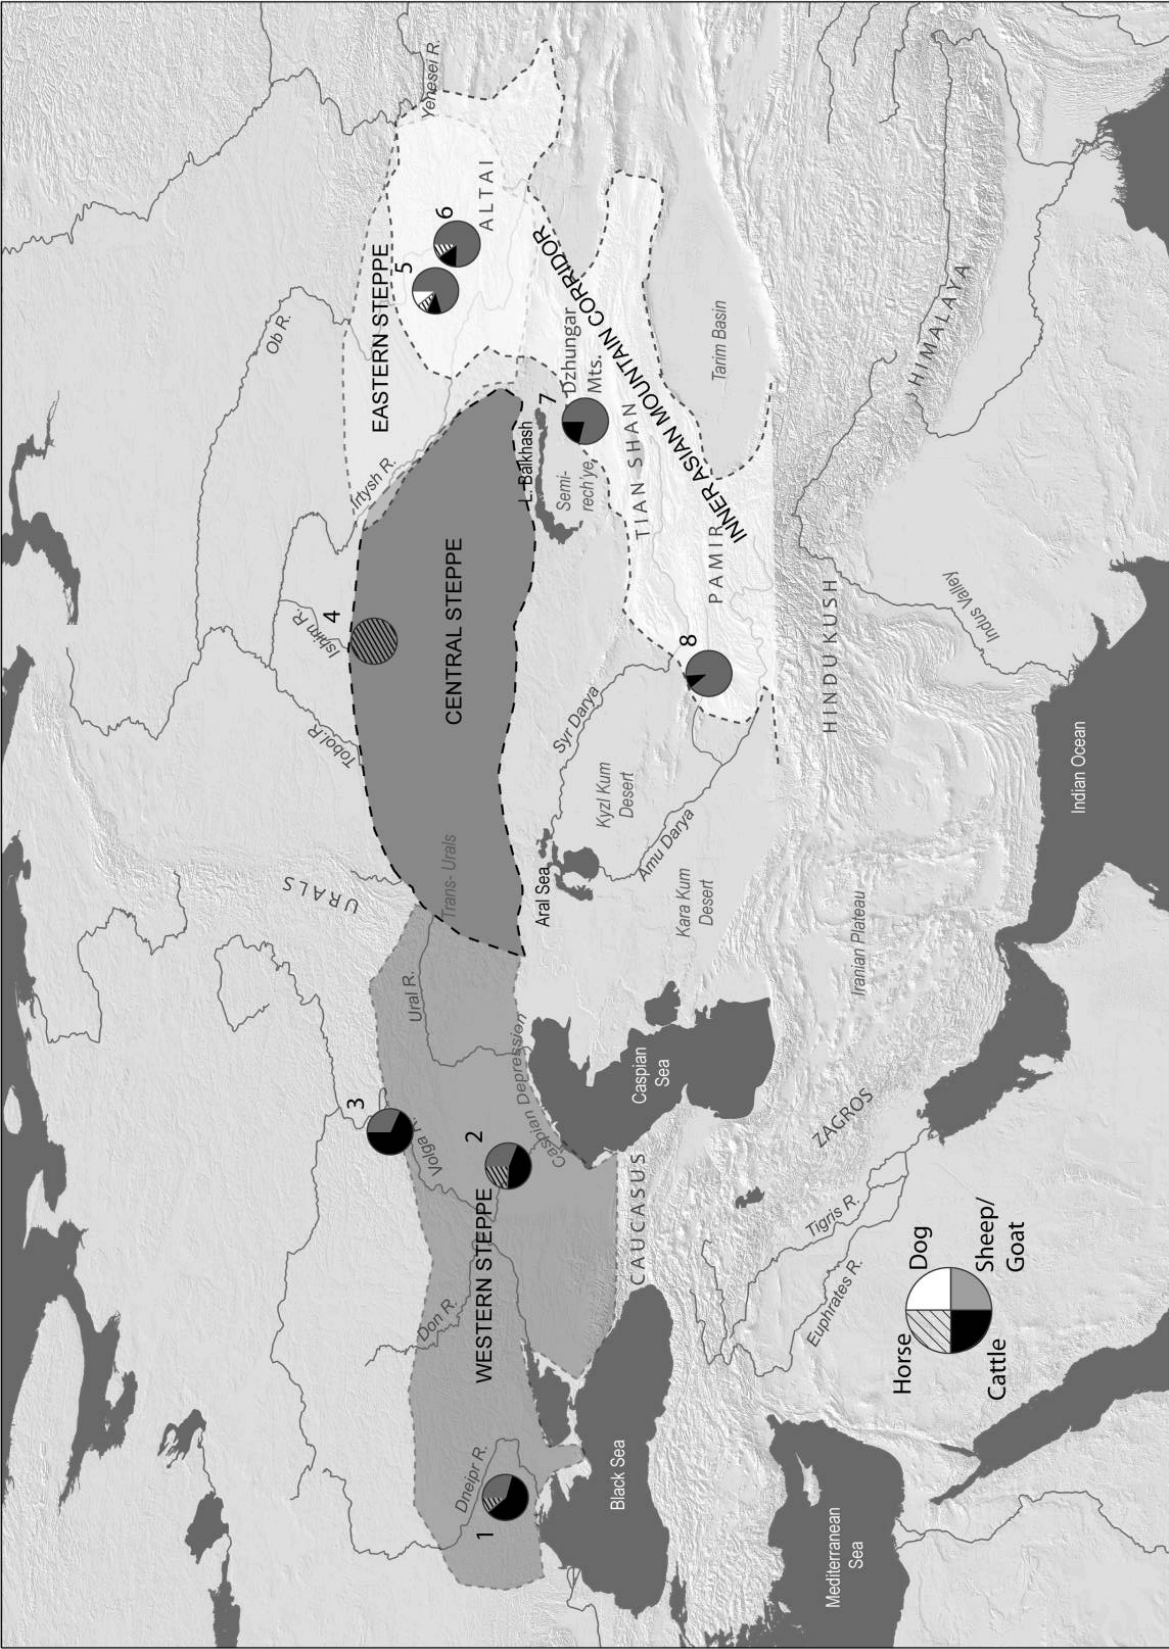 EASTERN STEPPE
CENTRAL STEPPE
WESTERN STEPPE
INNER ASIAN MOUNTAIN CORRIDOR
1
2
3
4
5
6
7
8
Yenesei R.
Ob R.
Irtysh R.
Ishim R.
Tobol R.
URALS
Trans- Urals
Ural R.
Volga R.
Don R.
Dneipr R.
Caspian Depression
ALTAI
Dzhungar
Mts.
L. Balkhash
Semi-
rech'ye
TIAN SHAN
PAMIR
Tarim Basin
HIMALAYA
HINDU KUSH
Indus Valley
Syr Darya
Amu Darya
Kyzl Kum
Desert
Kara Kum
Desert
Aral Sea
Caspian
Sea
CAUCASUS
Black Sea
Mediterranean
Sea
ZAGROS
Iranian Plateau
Tigris R.
Euphrates R.
Indian Ocean
Horse
Dog
Cattle
Sheep/
Goat